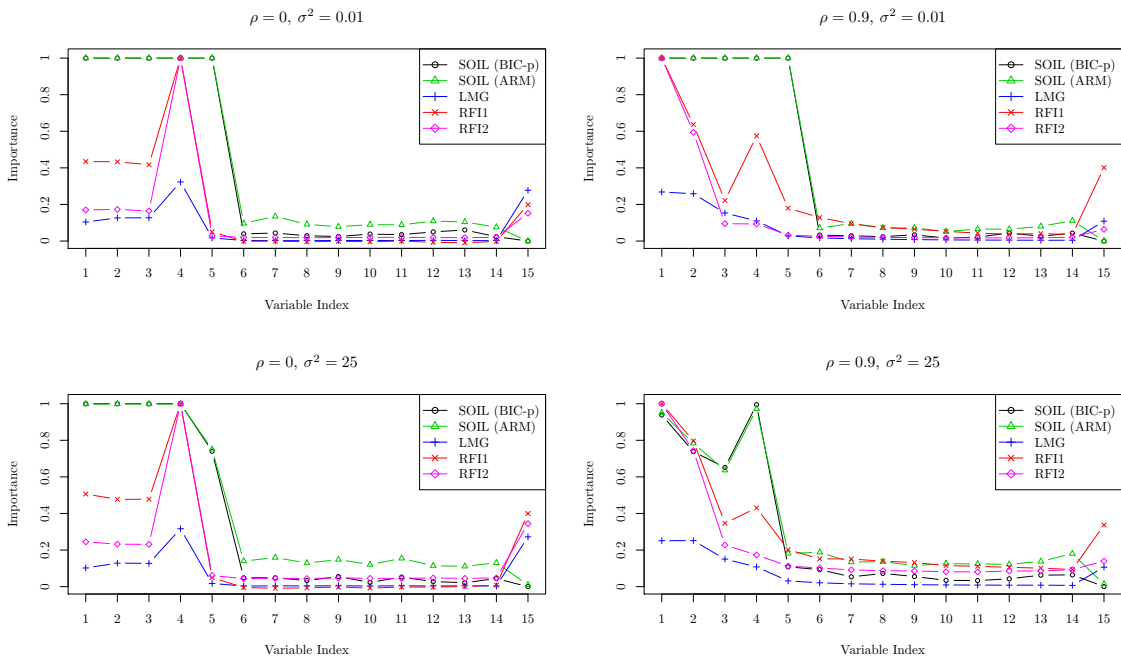 ρ = 0, σ² = 0.01
Importance
0 0.2 0.4 0.6 0.8 1
SOIL (BIC-p)
SOIL (ARM)
LMG
RFI1
RFI2
1 2 3 4 5 6 7 8 9 10 11 12 13 14 15
Variable Index
ρ = 0.9, σ² = 0.01
Importance
0 0.2 0.4 0.6 0.8 1
SOIL (BIC-p)
SOIL (ARM)
LMG
RFI1
RFI2
1 2 3 4 5 6 7 8 9 10 11 12 13 14 15
Variable Index
ρ = 0, σ² = 25
Importance
0 0.2 0.4 0.6 0.8 1
SOIL (BIC-p)
SOIL (ARM)
LMG
RFI1
RFI2
1 2 3 4 5 6 7 8 9 10 11 12 13 14 15
Variable Index
ρ = 0.9, σ² = 25
Importance
0 0.2 0.4 0.6 0.8 1
SOIL (BIC-p)
SOIL (ARM)
LMG
RFI1
RFI2
1 2 3 4 5 6 7 8 9 10 11 12 13 14 15
Variable Index